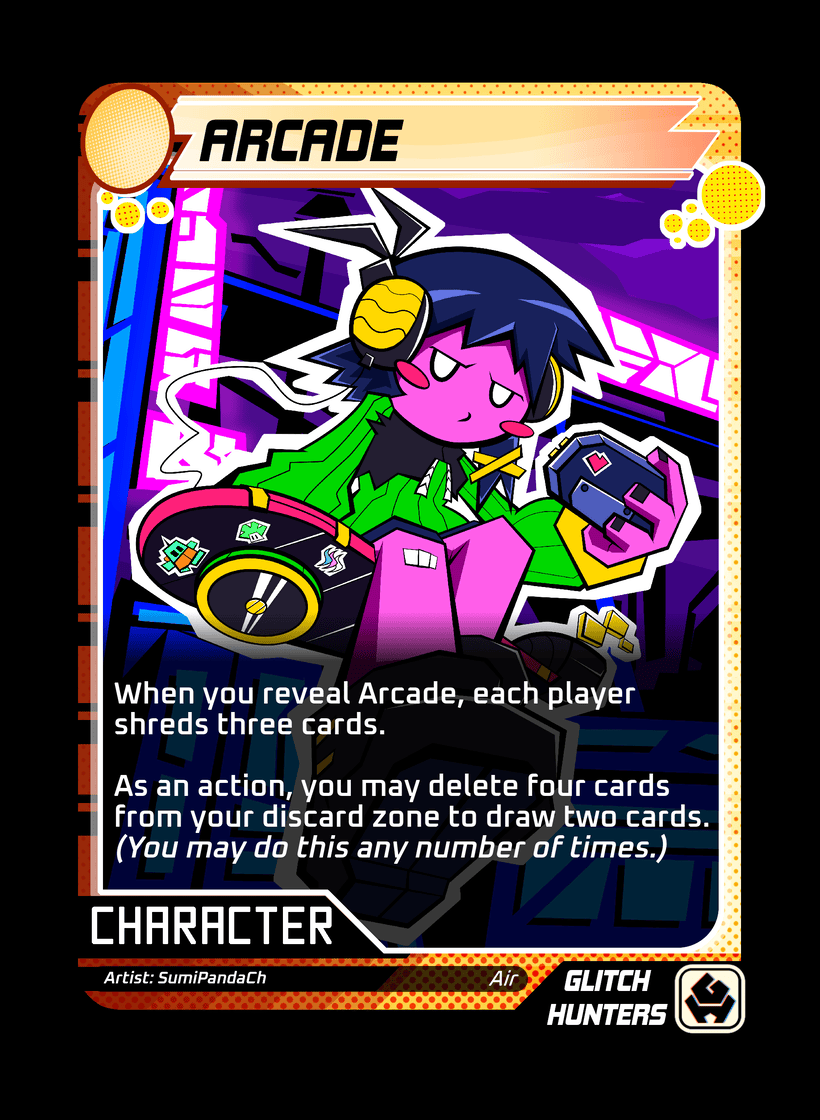 ARCADE
When you reveal Arcade, each player
shreds three cards.
As an action, you may delete four cards
from your discard zone to draw two cards.
(You may do this any number of times.)
CHARACTER
Artist: SumiPandaCh
Air
GLITCH
HUNTERS